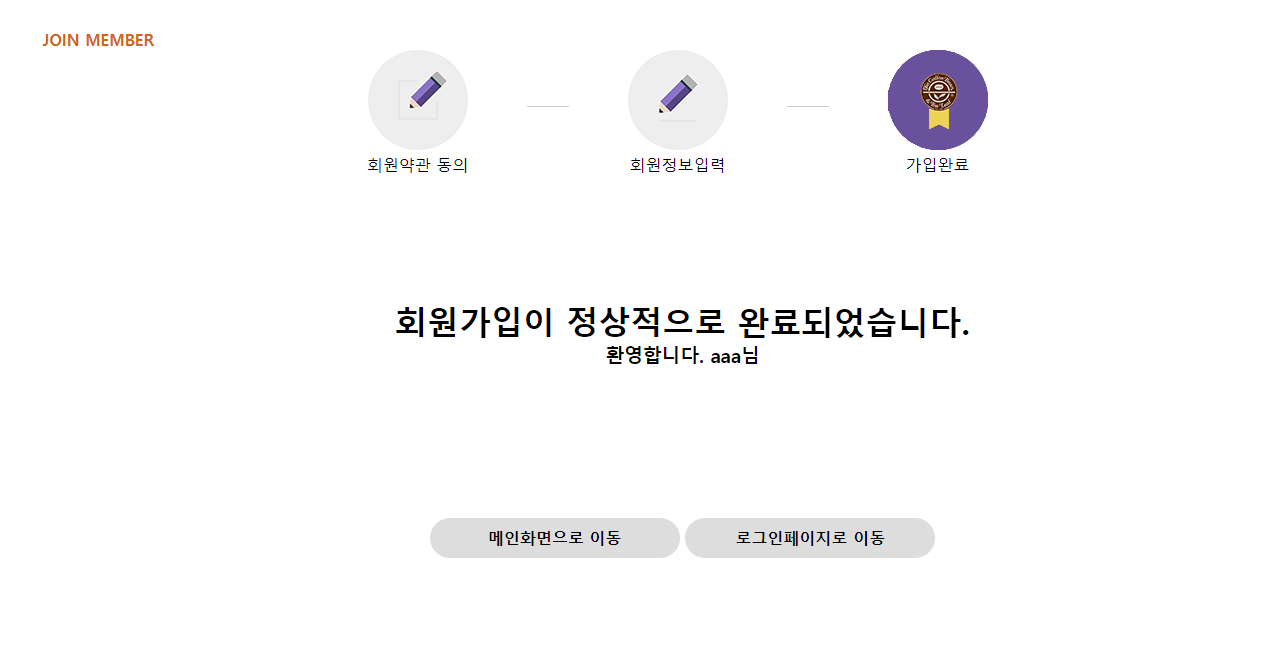 JOIN MEMBER
회원약관 동의
회원정보입력
가입완료
회원가입이 정상적으로 완료되었습니다.
환영합니다. aaa님
메인화면으로 이동
로그인페이지로 이동